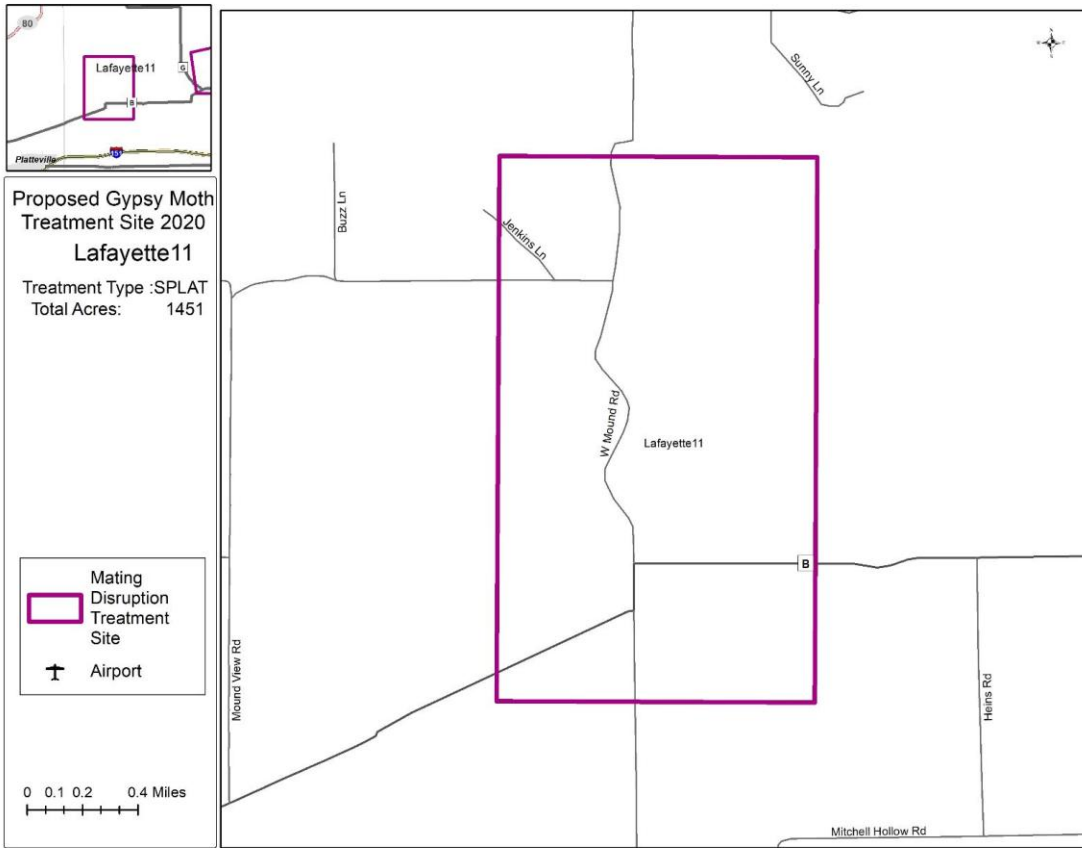 80
Lafayette11
G
B
Platteville
151
Proposed Gypsy Moth
Treatment Site 2020
Lafayette11
Treatment Type :SPLAT
Total Acres: 1451
Mating
Disruption
Treatment
Site
Airport
0 0.1 0.2 0.4 Miles
N
Sunny Ln
Buzz Ln
Jenkins Ln
W Mound Rd
Lafayette11
B
Mound View Rd
Heins Rd
Mitchell Hollow Rd